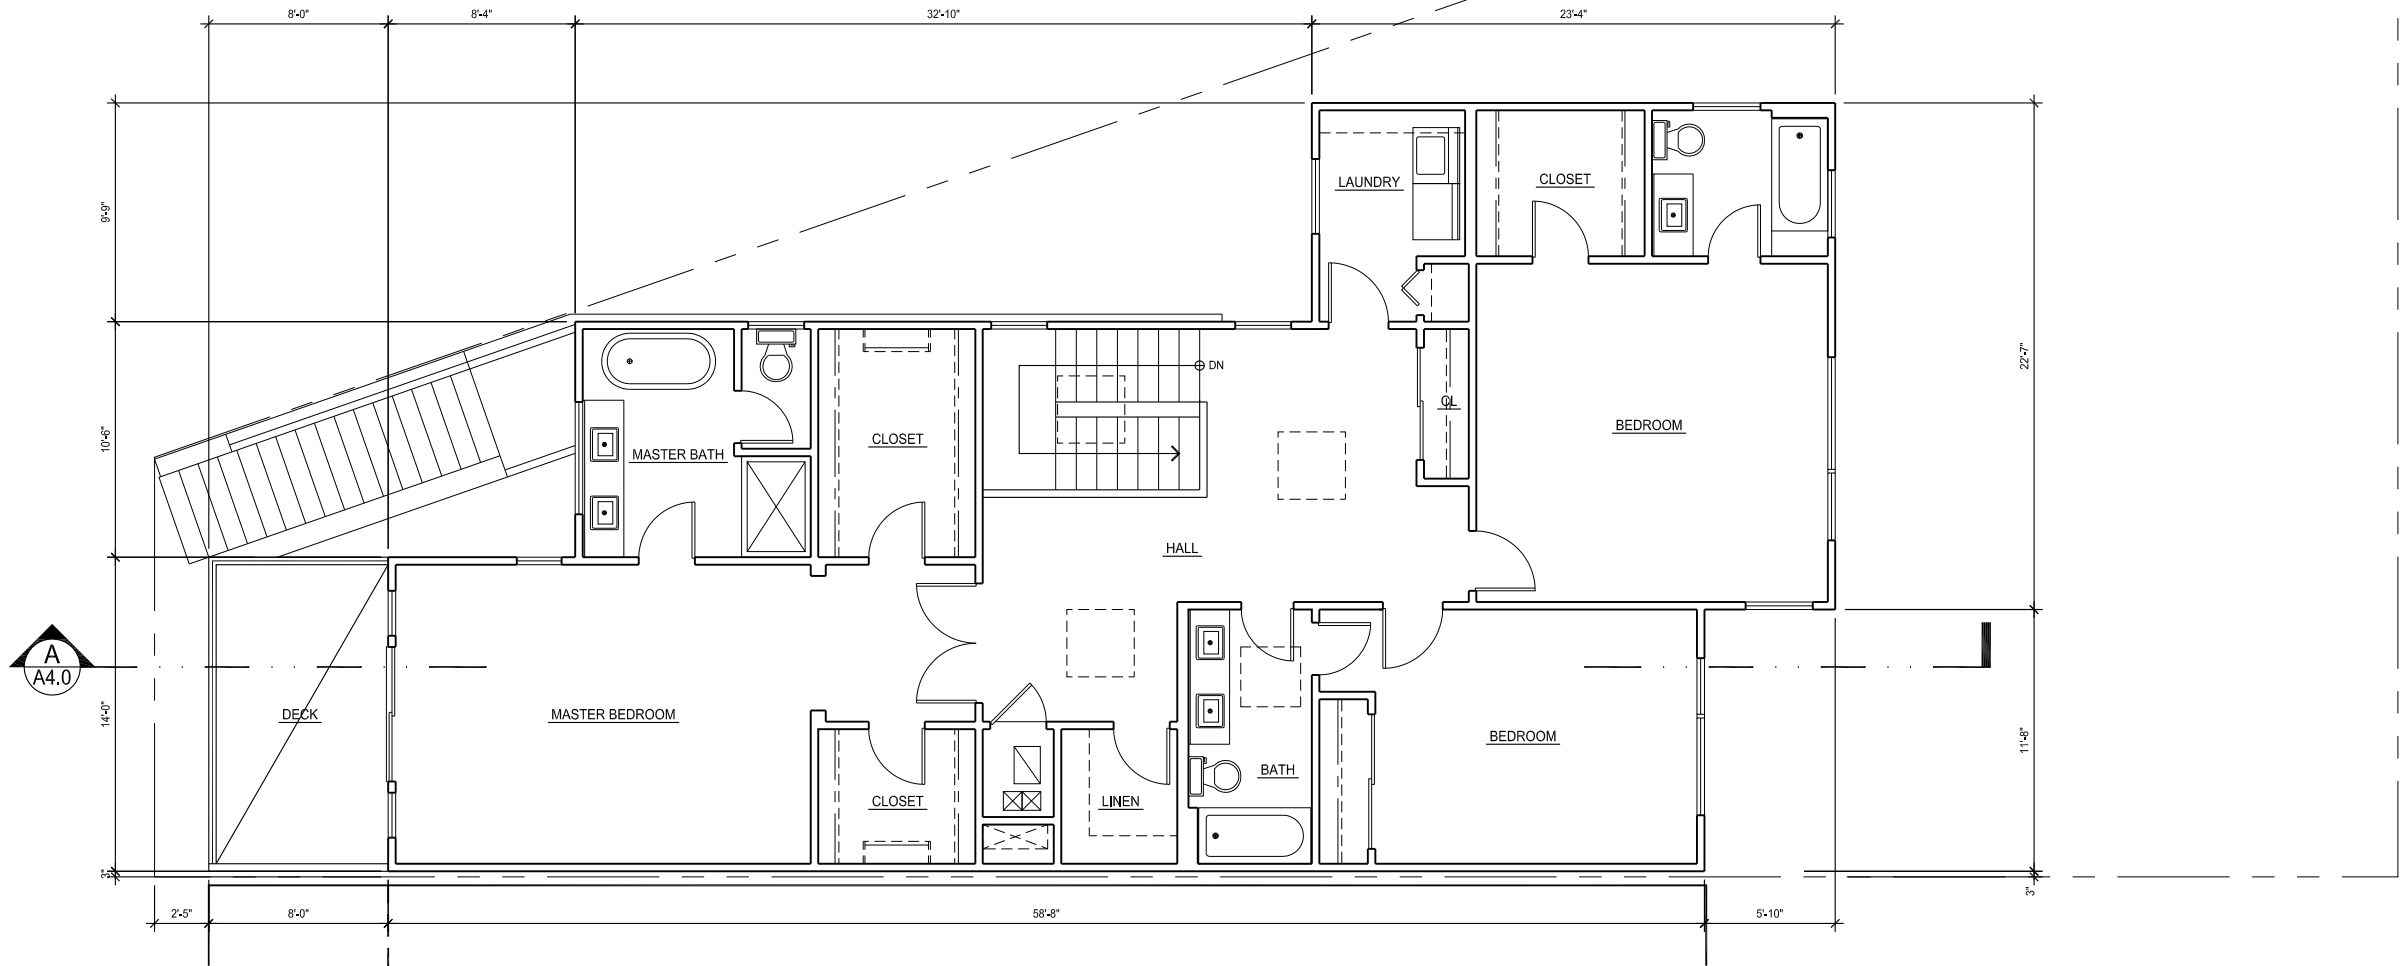 8'-0"
8'-4"
32'-10"
23'-4"
9'-9"
LAUNDRY
CLOSET
22'-7"
DN
CL
10'-6"
MASTER BATH
CLOSET
BEDROOM
HALL
A
A4.0
14'-0"
DECK
MASTER BEDROOM
BEDROOM
11'-8"
BATH
CLOSET
LINEN
3"
3"
2'-5"
8'-0"
58'-8"
5'-10"